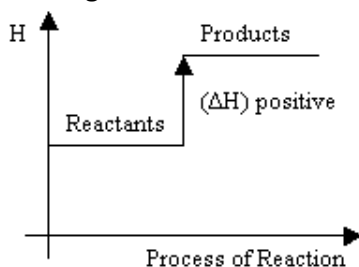 H
Products
(ΔH) positive
Reactants
Process of Reaction